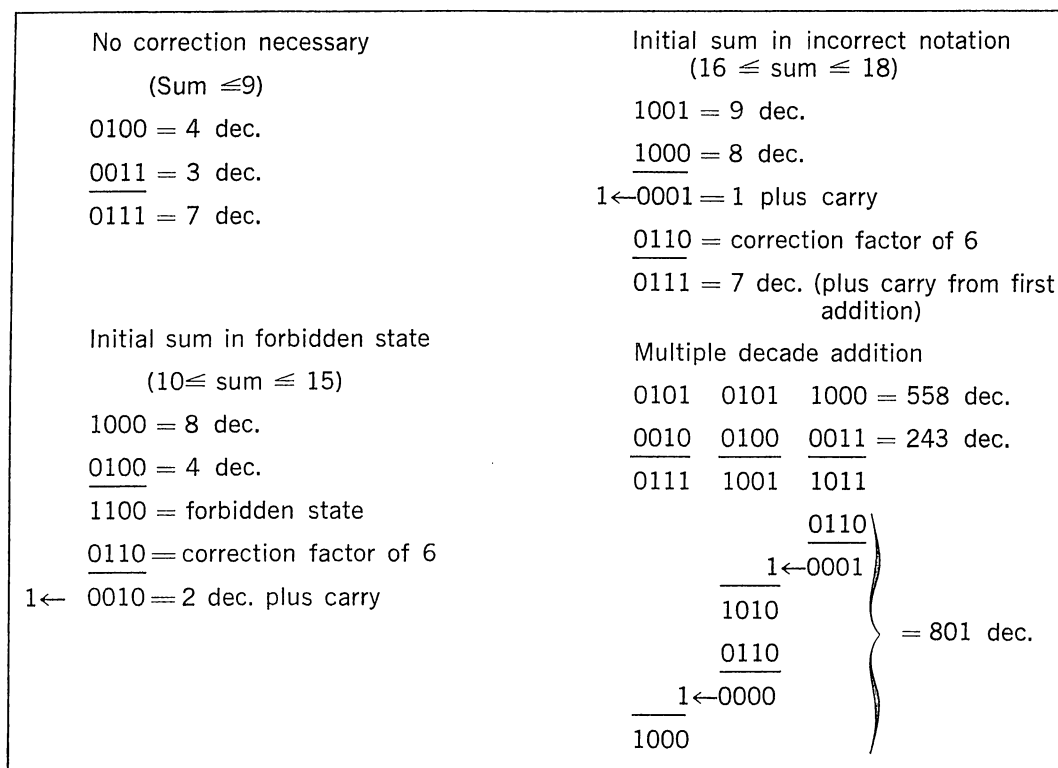 No correction necessary
(Sum ≦9)
0100 = 4 dec.
0011 = 3 dec.
0111 = 7 dec.
Initial sum in forbidden state
(10≦ sum ≦ 15)
1000 = 8 dec.
0100 = 4 dec.
1100 = forbidden state
0110 = correction factor of 6
1← 0010 = 2 dec. plus carry
Initial sum in incorrect notation
(16 ≦ sum ≦ 18)
1001 = 9 dec.
1000 = 8 dec.
1←0001 = 1 plus carry
0110 = correction factor of 6
0111 = 7 dec. (plus carry from first
addition)
Multiple decade addition
0101 0101 1000 = 558 dec.
0010 0100 0011 = 243 dec.
0111 1001 1011
0110
1←0001
1010
0110
= 801 dec.
1←0000
1000